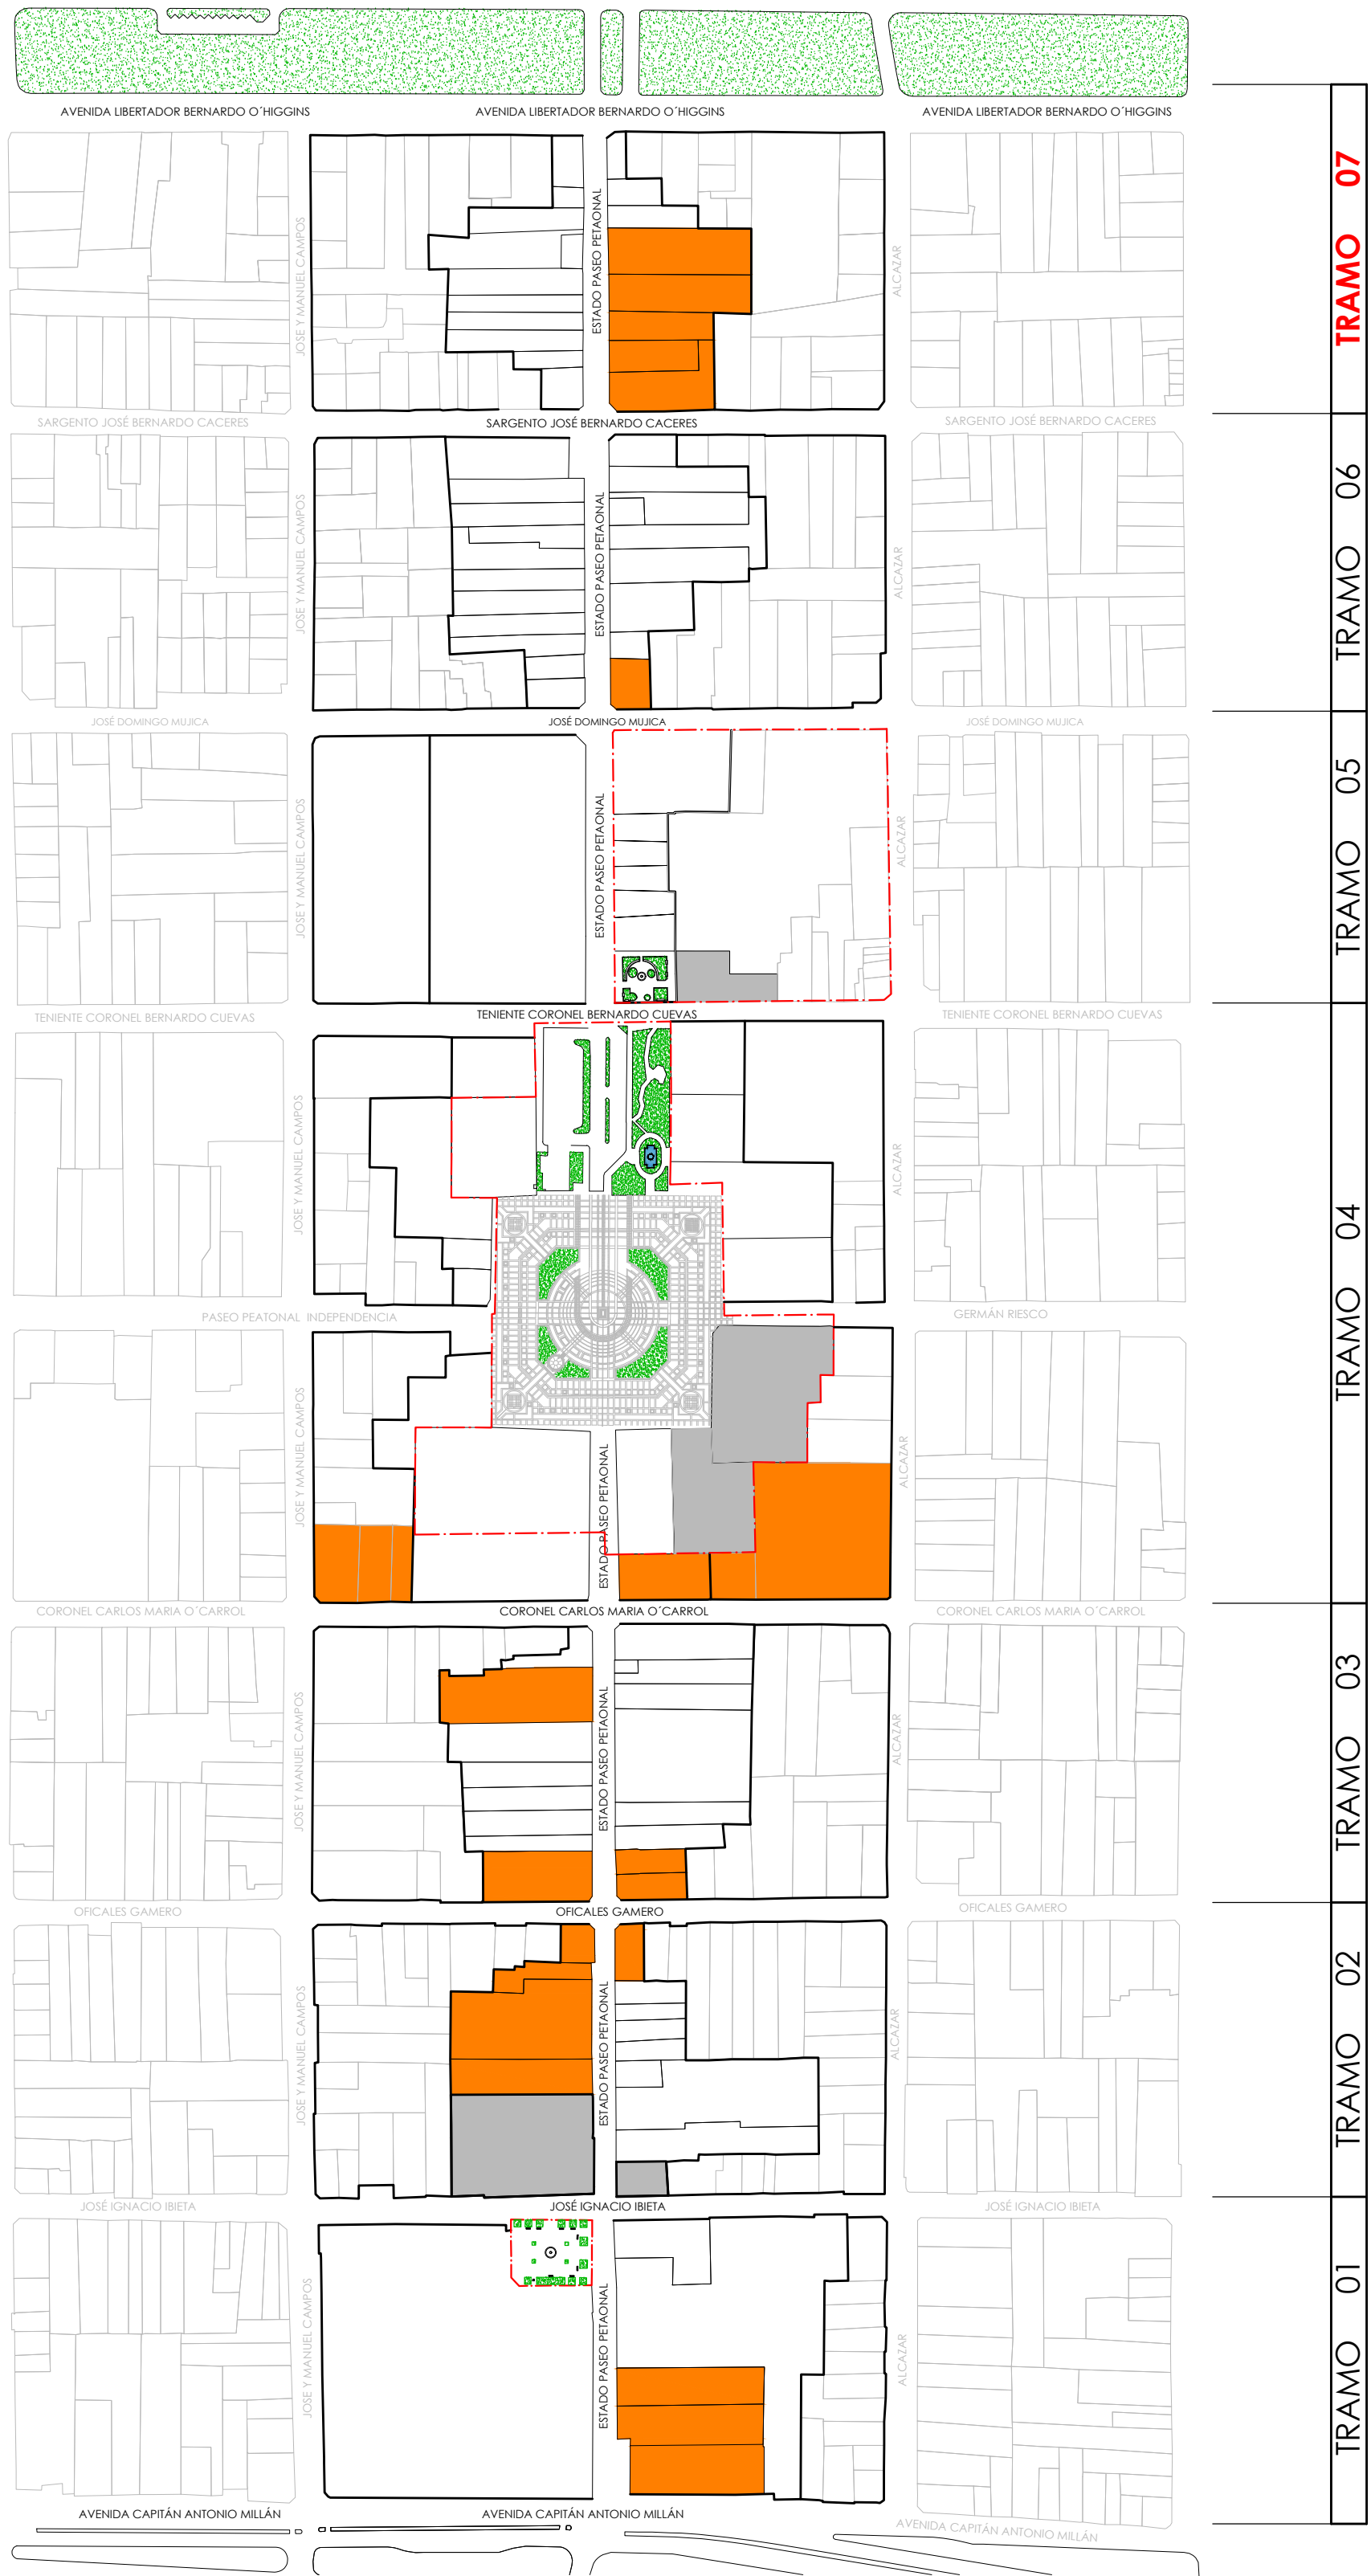 AVENIDA LIBERTADOR BERNARDO O´HIGGINS
AVENIDA LIBERTADOR BERNARDO O´HIGGINS
AVENIDA LIBERTADOR BERNARDO O´HIGGINS
JOSE Y MANUEL CAMPOS
ESTADO PASEO PETAONAL
ALCAZAR
TRAMO 07
SARGENTO JOSÉ BERNARDO CACERES
SARGENTO JOSÉ BERNARDO CACERES
SARGENTO JOSÉ BERNARDO CACERES
JOSE Y MANUEL CAMPOS
ESTADO PASEO PETAONAL
ALCAZAR
TRAMO 06
JOSÉ DOMINGO MUJICA
JOSÉ DOMINGO MUJICA
JOSÉ DOMINGO MUJICA
JOSE Y MANUEL CAMPOS
ESTADO PASEO PETAONAL
ALCAZAR
TRAMO 05
TENIENTE CORONEL BERNARDO CUEVAS
TENIENTE CORONEL BERNARDO CUEVAS
TENIENTE CORONEL BERNARDO CUEVAS
JOSE Y MANUEL CAMPOS
ALCAZAR
TRAMO 04
PASEO PEATONAL INDEPENDENCIA
GERMÁN RIESCO
JOSE Y MANUEL CAMPOS
ESTADO PASEO PETAONAL
ALCAZAR
CORONEL CARLOS MARIA O´CARROL
CORONEL CARLOS MARIA O´CARROL
CORONEL CARLOS MARIA O´CARROL
JOSE Y MANUEL CAMPOS
ESTADO PASEO PETAONAL
ALCAZAR
TRAMO 03
OFICALES GAMERO
OFICALES GAMERO
OFICALES GAMERO
JOSE Y MANUEL CAMPOS
ESTADO PASEO PETAONAL
ALCAZAR
TRAMO 02
JOSÉ IGNACIO IBIETA
JOSÉ IGNACIO IBIETA
JOSÉ IGNACIO IBIETA
JOSE Y MANUEL CAMPOS
ESTADO PASEO PETAONAL
ALCAZAR
TRAMO 01
AVENIDA CAPITÁN ANTONIO MILLÁN
AVENIDA CAPITÁN ANTONIO MILLÁN
AVENIDA CAPITÁN ANTONIO MILLÁN